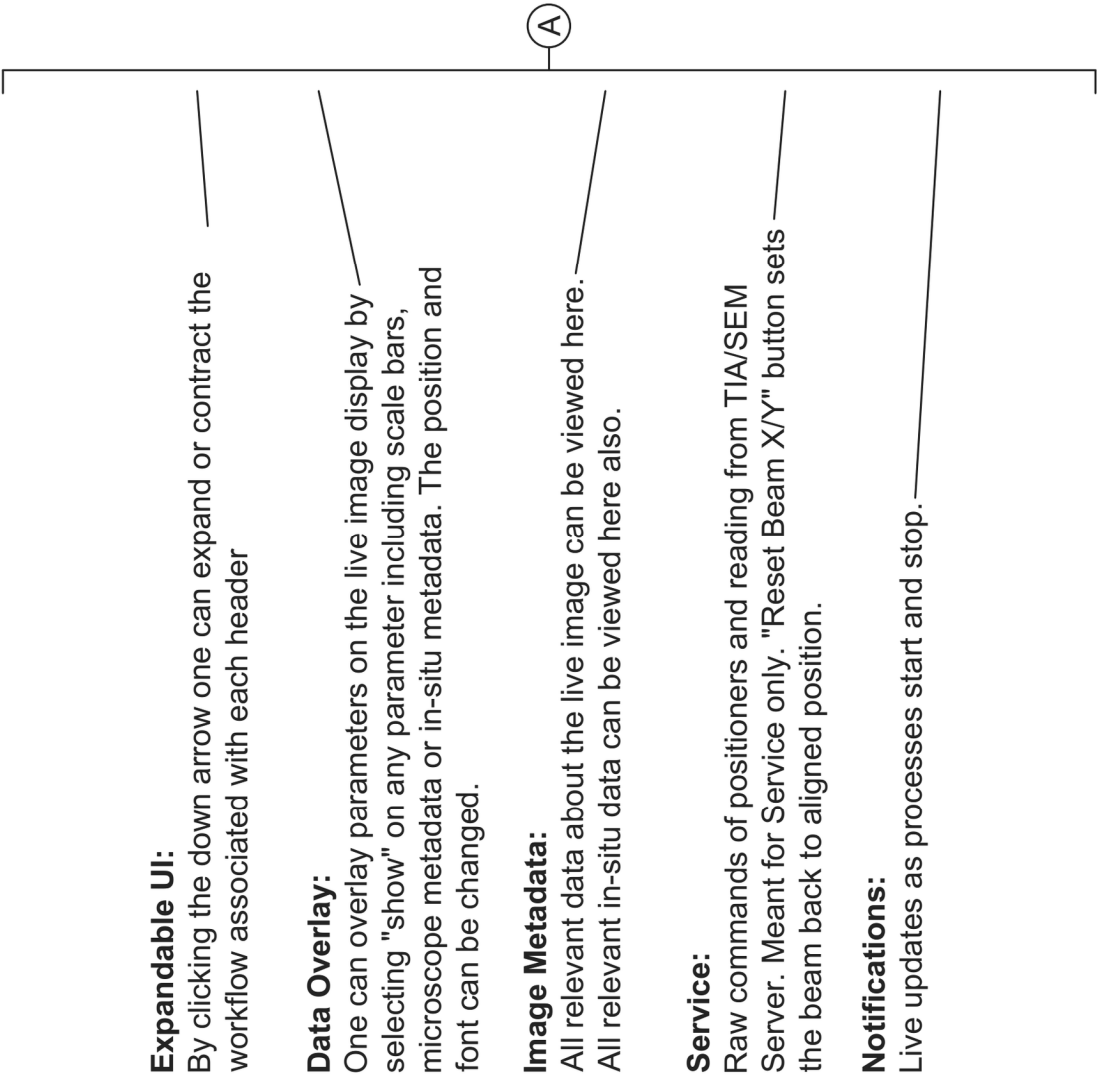 Expandable UI:
By clicking the down arrow one can expand or contract the
workflow associated with each header
Data Overlay:
One can overlay parameters on the live image display by
selecting "show" on any parameter including scale bars,
microscope metadata or in-situ metadata. The position and
font can be changed.
Image Metadata:
All relevant data about the live image can be viewed here.
All relevant in-situ data can be viewed here also.
Service:
Raw commands of positioners and reading from TIA/SEM
Server. Meant for Service only. "Reset Beam X/Y" button sets
the beam back to aligned position.
Notifications:
Live updates as processes start and stop.
A